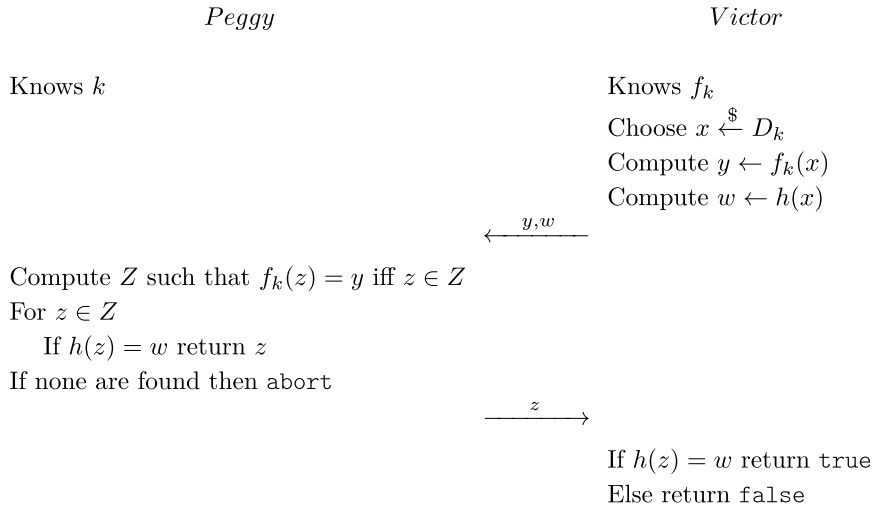 Peggy Victor
Knows k Knows f_k
Choose x \xleftarrow{$} D_k
Compute y ← f_k(x)
Compute w ← h(x)
y,w
Compute Z such that f_k(z) = y iff z ∈ Z
For z ∈ Z
If h(z) = w return z
If none are found then abort
z
If h(z) = w return true
Else return false